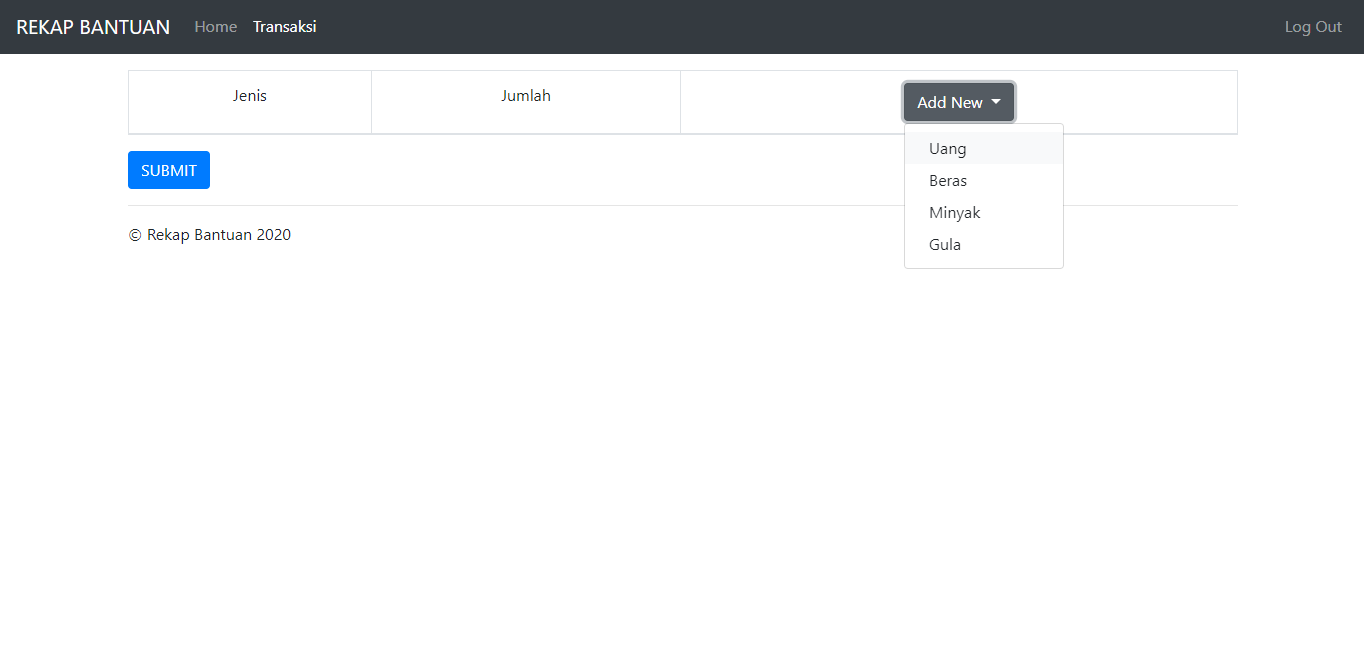 REKAP BANTUAN Home Transaksi Log Out
Jenis Jumlah Add New
Uang
Beras
Minyak
Gula
SUBMIT
© Rekap Bantuan 2020